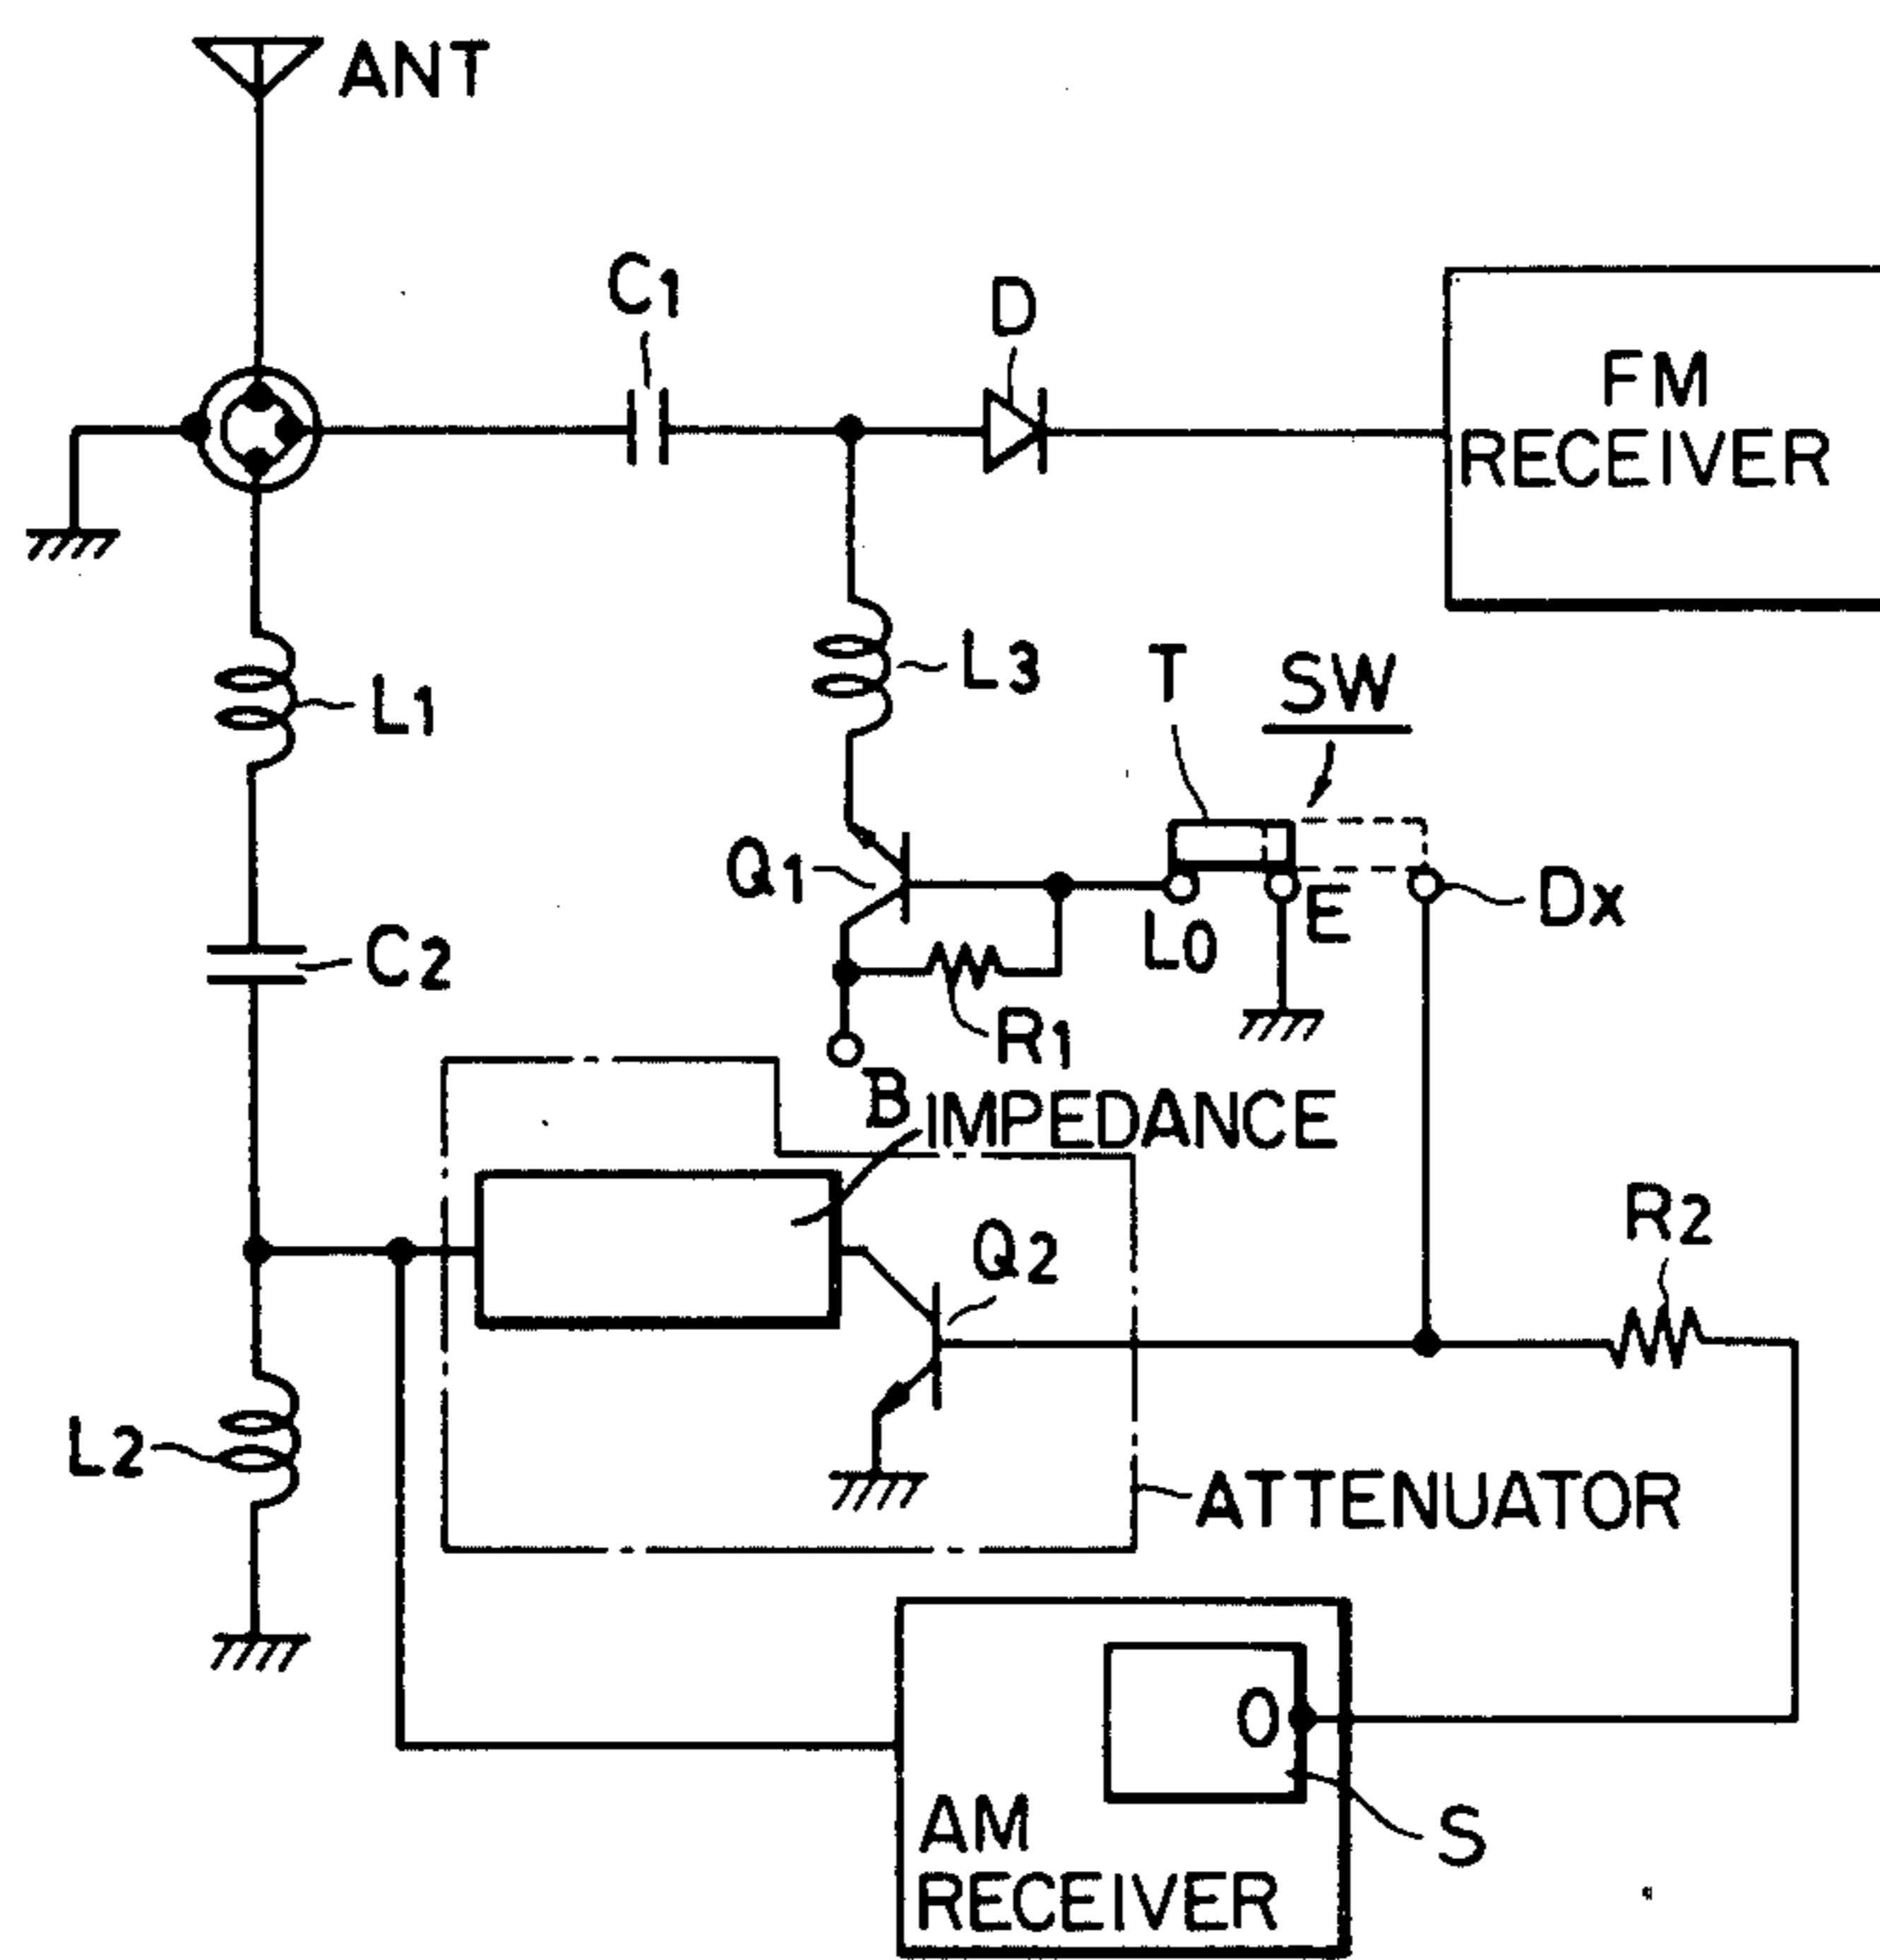 ANT
C1
D
FM
RECEIVER
L1
L3
T
SW
Q1
L0
E
Dx
C2
R1
B
IMPEDANCE
Q2
R2
L2
ATTENUATOR
O
S
AM
RECEIVER